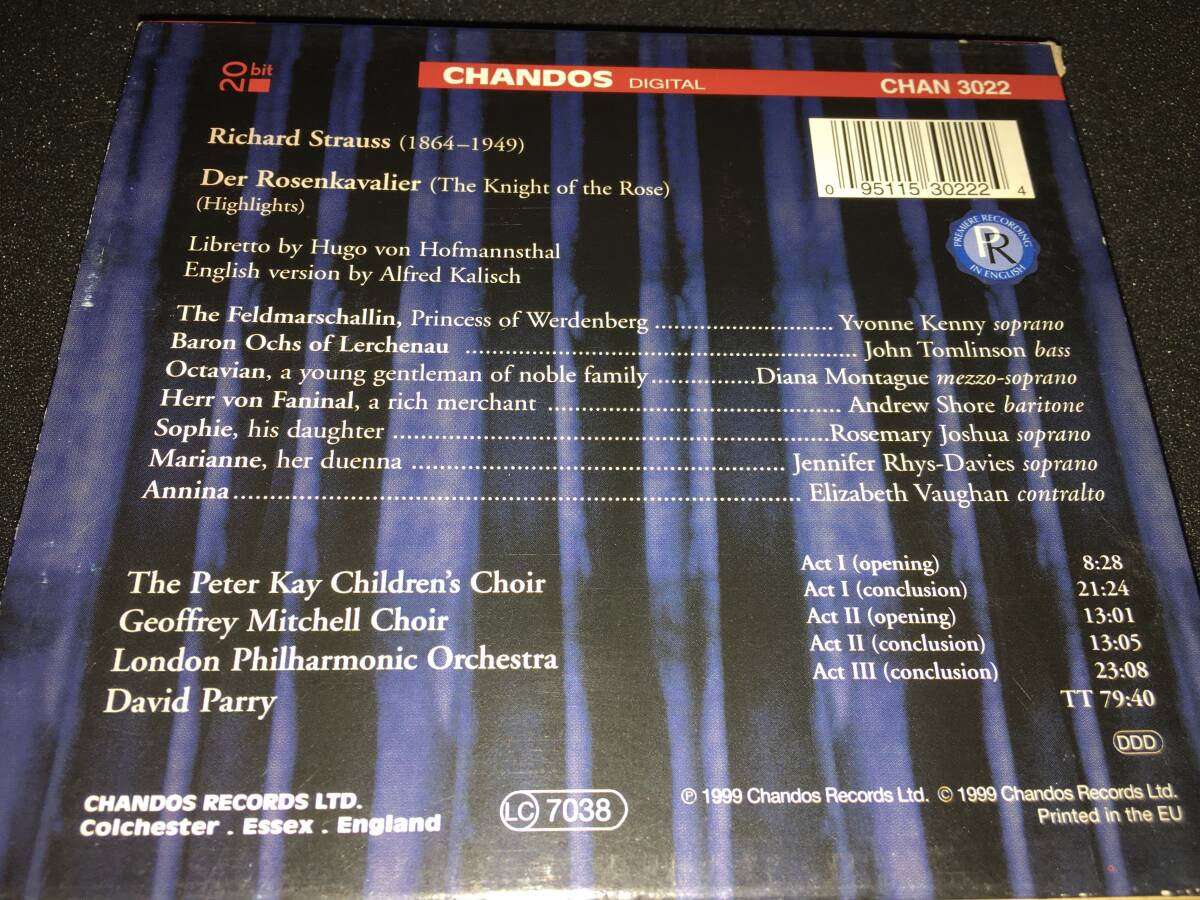 20 bit
CHANDOS DIGITAL CHAN 3022
Richard Strauss (1864–1949)
0 95115 30222 4
Der Rosenkavalier (The Knight of the Rose)
(Highlights)
PREMIERE RECORDING
PR
IN ENGLISH
Libretto by Hugo von Hofmannsthal
English version by Alfred Kalisch
The Feldmarschallin, Princess of Werdenberg ........................... Yvonne Kenny soprano
Baron Ochs of Lerchenau ............................................................ John Tomlinson bass
Octavian, a young gentleman of noble family................Diana Montague mezzo-soprano
Herr von Faninal, a rich merchant ............................................. Andrew Shore baritone
Sophie, his daughter ...................................................................Rosemary Joshua soprano
Marianne, her duenna ......................................................... Jennifer Rhys-Davies soprano
Annina...................................................................................... Elizabeth Vaughan contralto
The Peter Kay Children's Choir
Geoffrey Mitchell Choir
London Philharmonic Orchestra
David Parry
Act I (opening) 8:28
Act I (conclusion) 21:24
Act II (opening) 13:01
Act II (conclusion) 13:05
Act III (conclusion) 23:08
TT 79:40
DDD
CHANDOS RECORDS LTD.
Colchester . Essex . England
LC 7038
℗ 1999 Chandos Records Ltd. © 1999 Chandos Records Ltd.
Printed in the EU